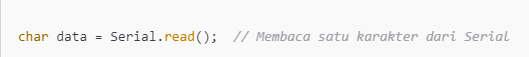 char data = Serial.read();  // Membaca satu karakter dari Serial